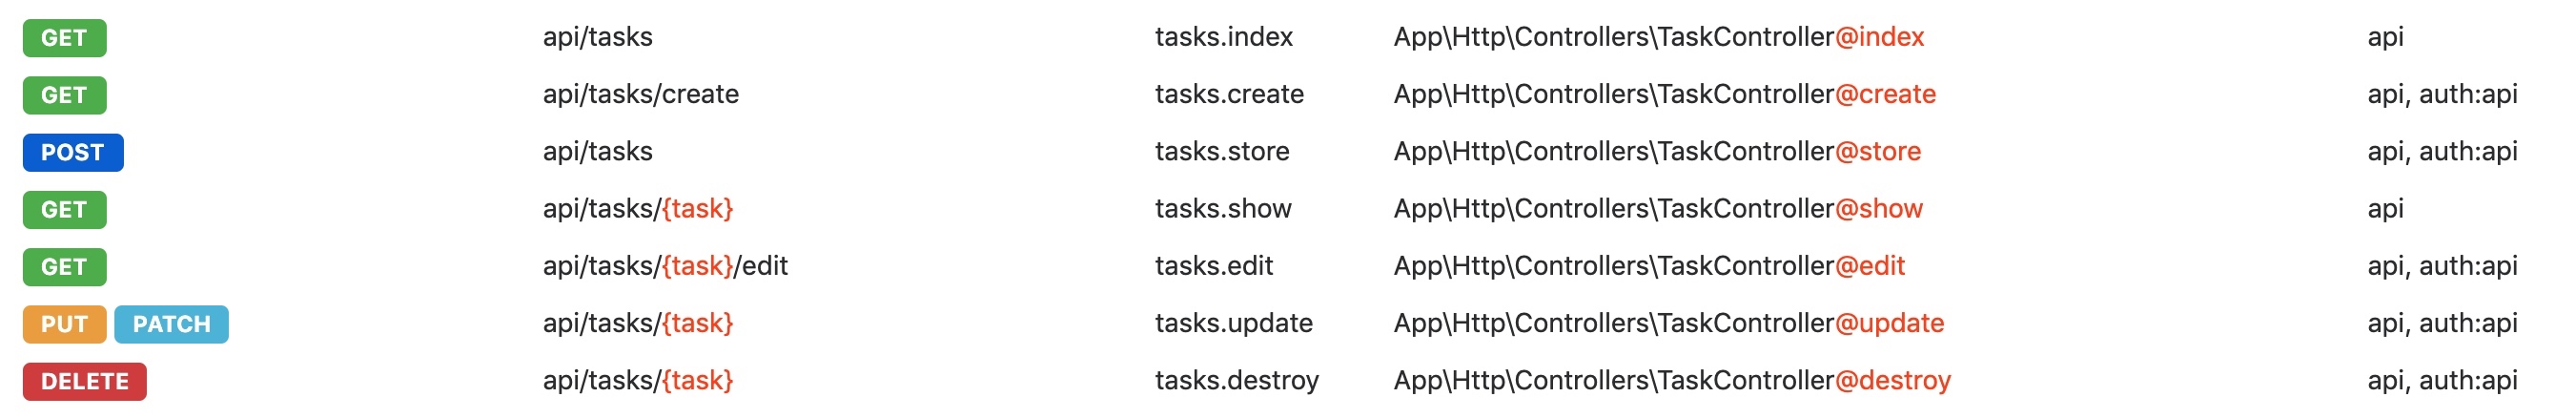 GET api/tasks tasks.index App\Http\Controllers\TaskController@index api
GET api/tasks/create tasks.create App\Http\Controllers\TaskController@create api, auth:api
POST api/tasks tasks.store App\Http\Controllers\TaskController@store api, auth:api
GET api/tasks/{task} tasks.show App\Http\Controllers\TaskController@show api
GET api/tasks/{task}/edit tasks.edit App\Http\Controllers\TaskController@edit api, auth:api
PUT PATCH api/tasks/{task} tasks.update App\Http\Controllers\TaskController@update api, auth:api
DELETE api/tasks/{task} tasks.destroy App\Http\Controllers\TaskController@destroy api, auth:api